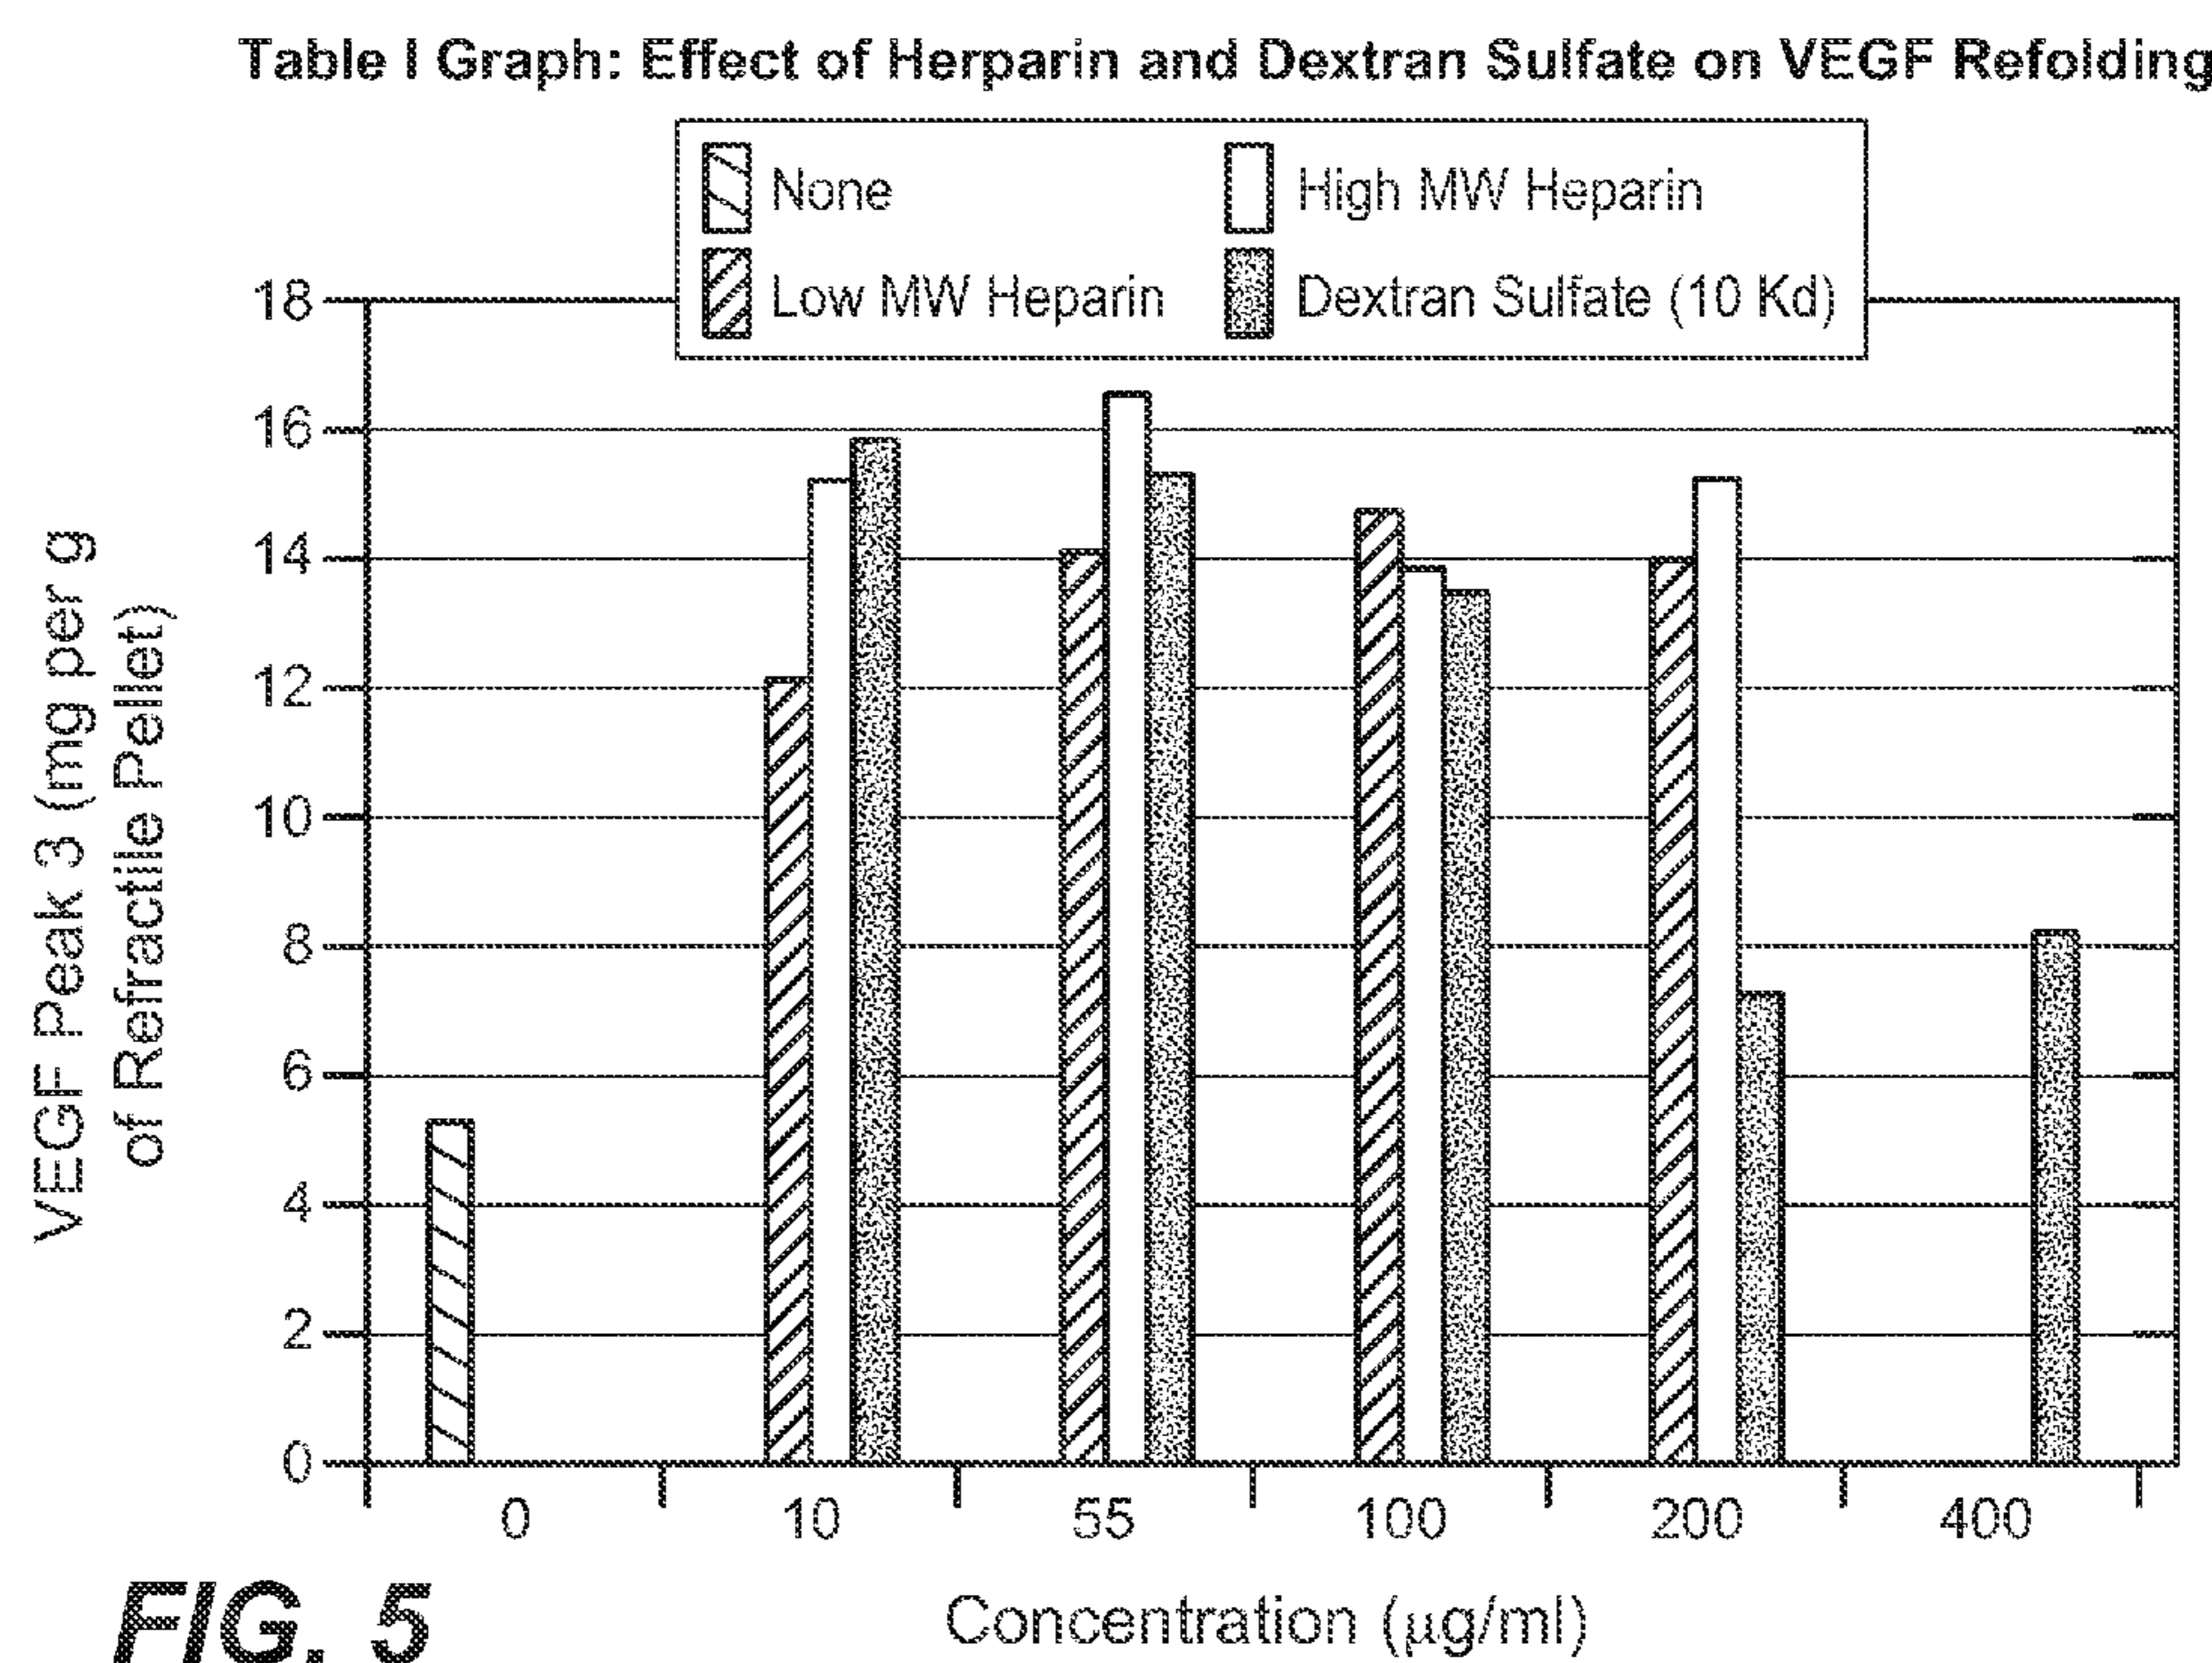 Table I Graph: Effect of Herparin and Dextran Sulfate on VEGF Refolding
None
High MW Heparin
Low MW Heparin
Dextran Sulfate (10 Kd)
VEGF Peak 3 (mg per g
of Refractile Pellet)
18
16
14
12
10
8
6
4
2
0
0 10 55 100 200 400
Concentration (µg/ml)
FIG. 5